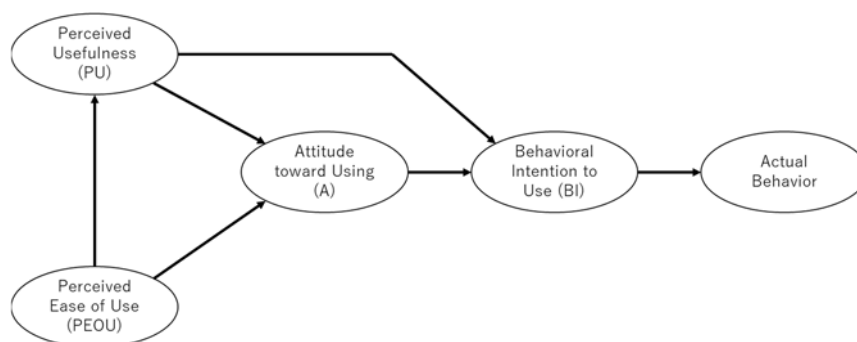 Perceived
Usefulness
(PU)
Attitude
toward Using
(A)
Behavioral
Intention to
Use (BI)
Actual
Behavior
Perceived
Ease of Use
(PEOU)